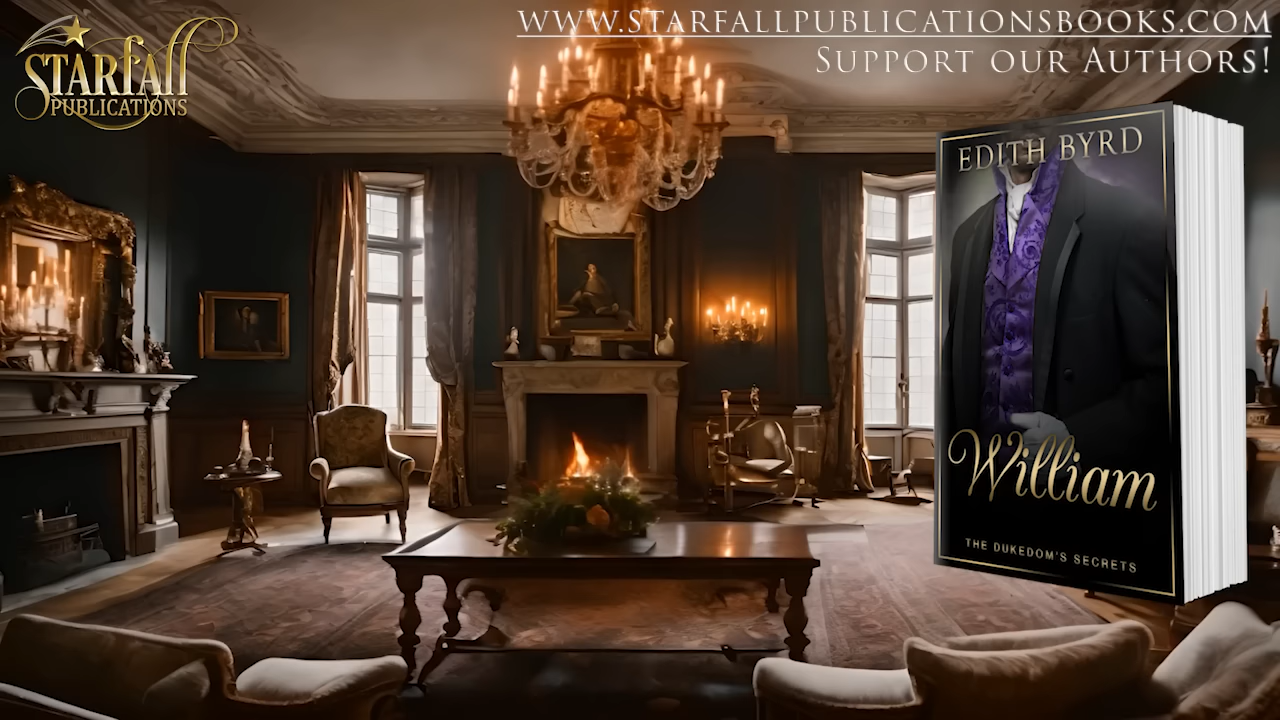 STARfall
PUBLICATIONS
WWW.STARFALLPUBLICATIONSBOOKS.COM
SUPPORT OUR AUTHORS!
EDITH BYRD
William
THE DUKEDOM'S SECRETS